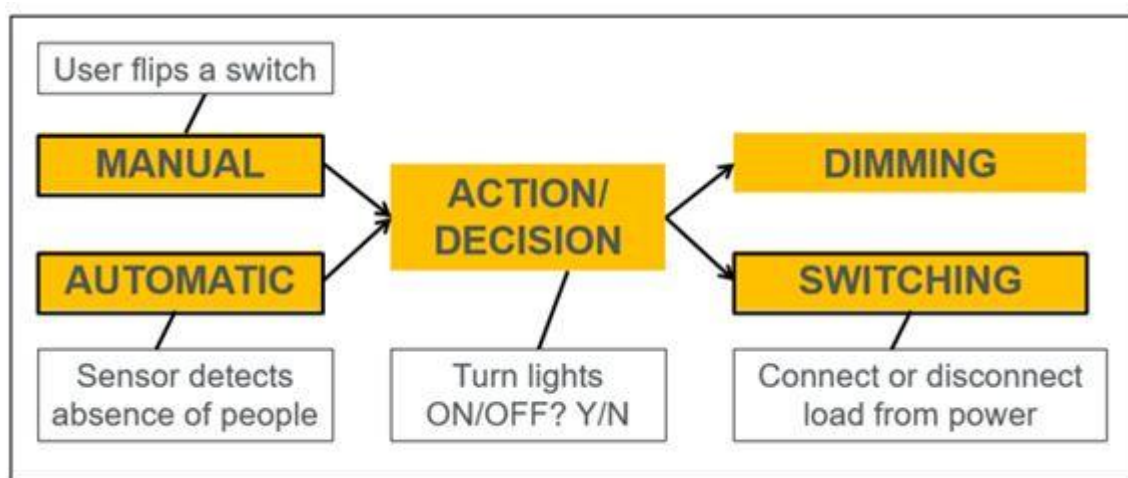 User flips a switch
MANUAL
AUTOMATIC
Sensor detects
absence of people
ACTION/
DECISION
Turn lights
ON/OFF? Y/N
DIMMING
SWITCHING
Connect or disconnect
load from power